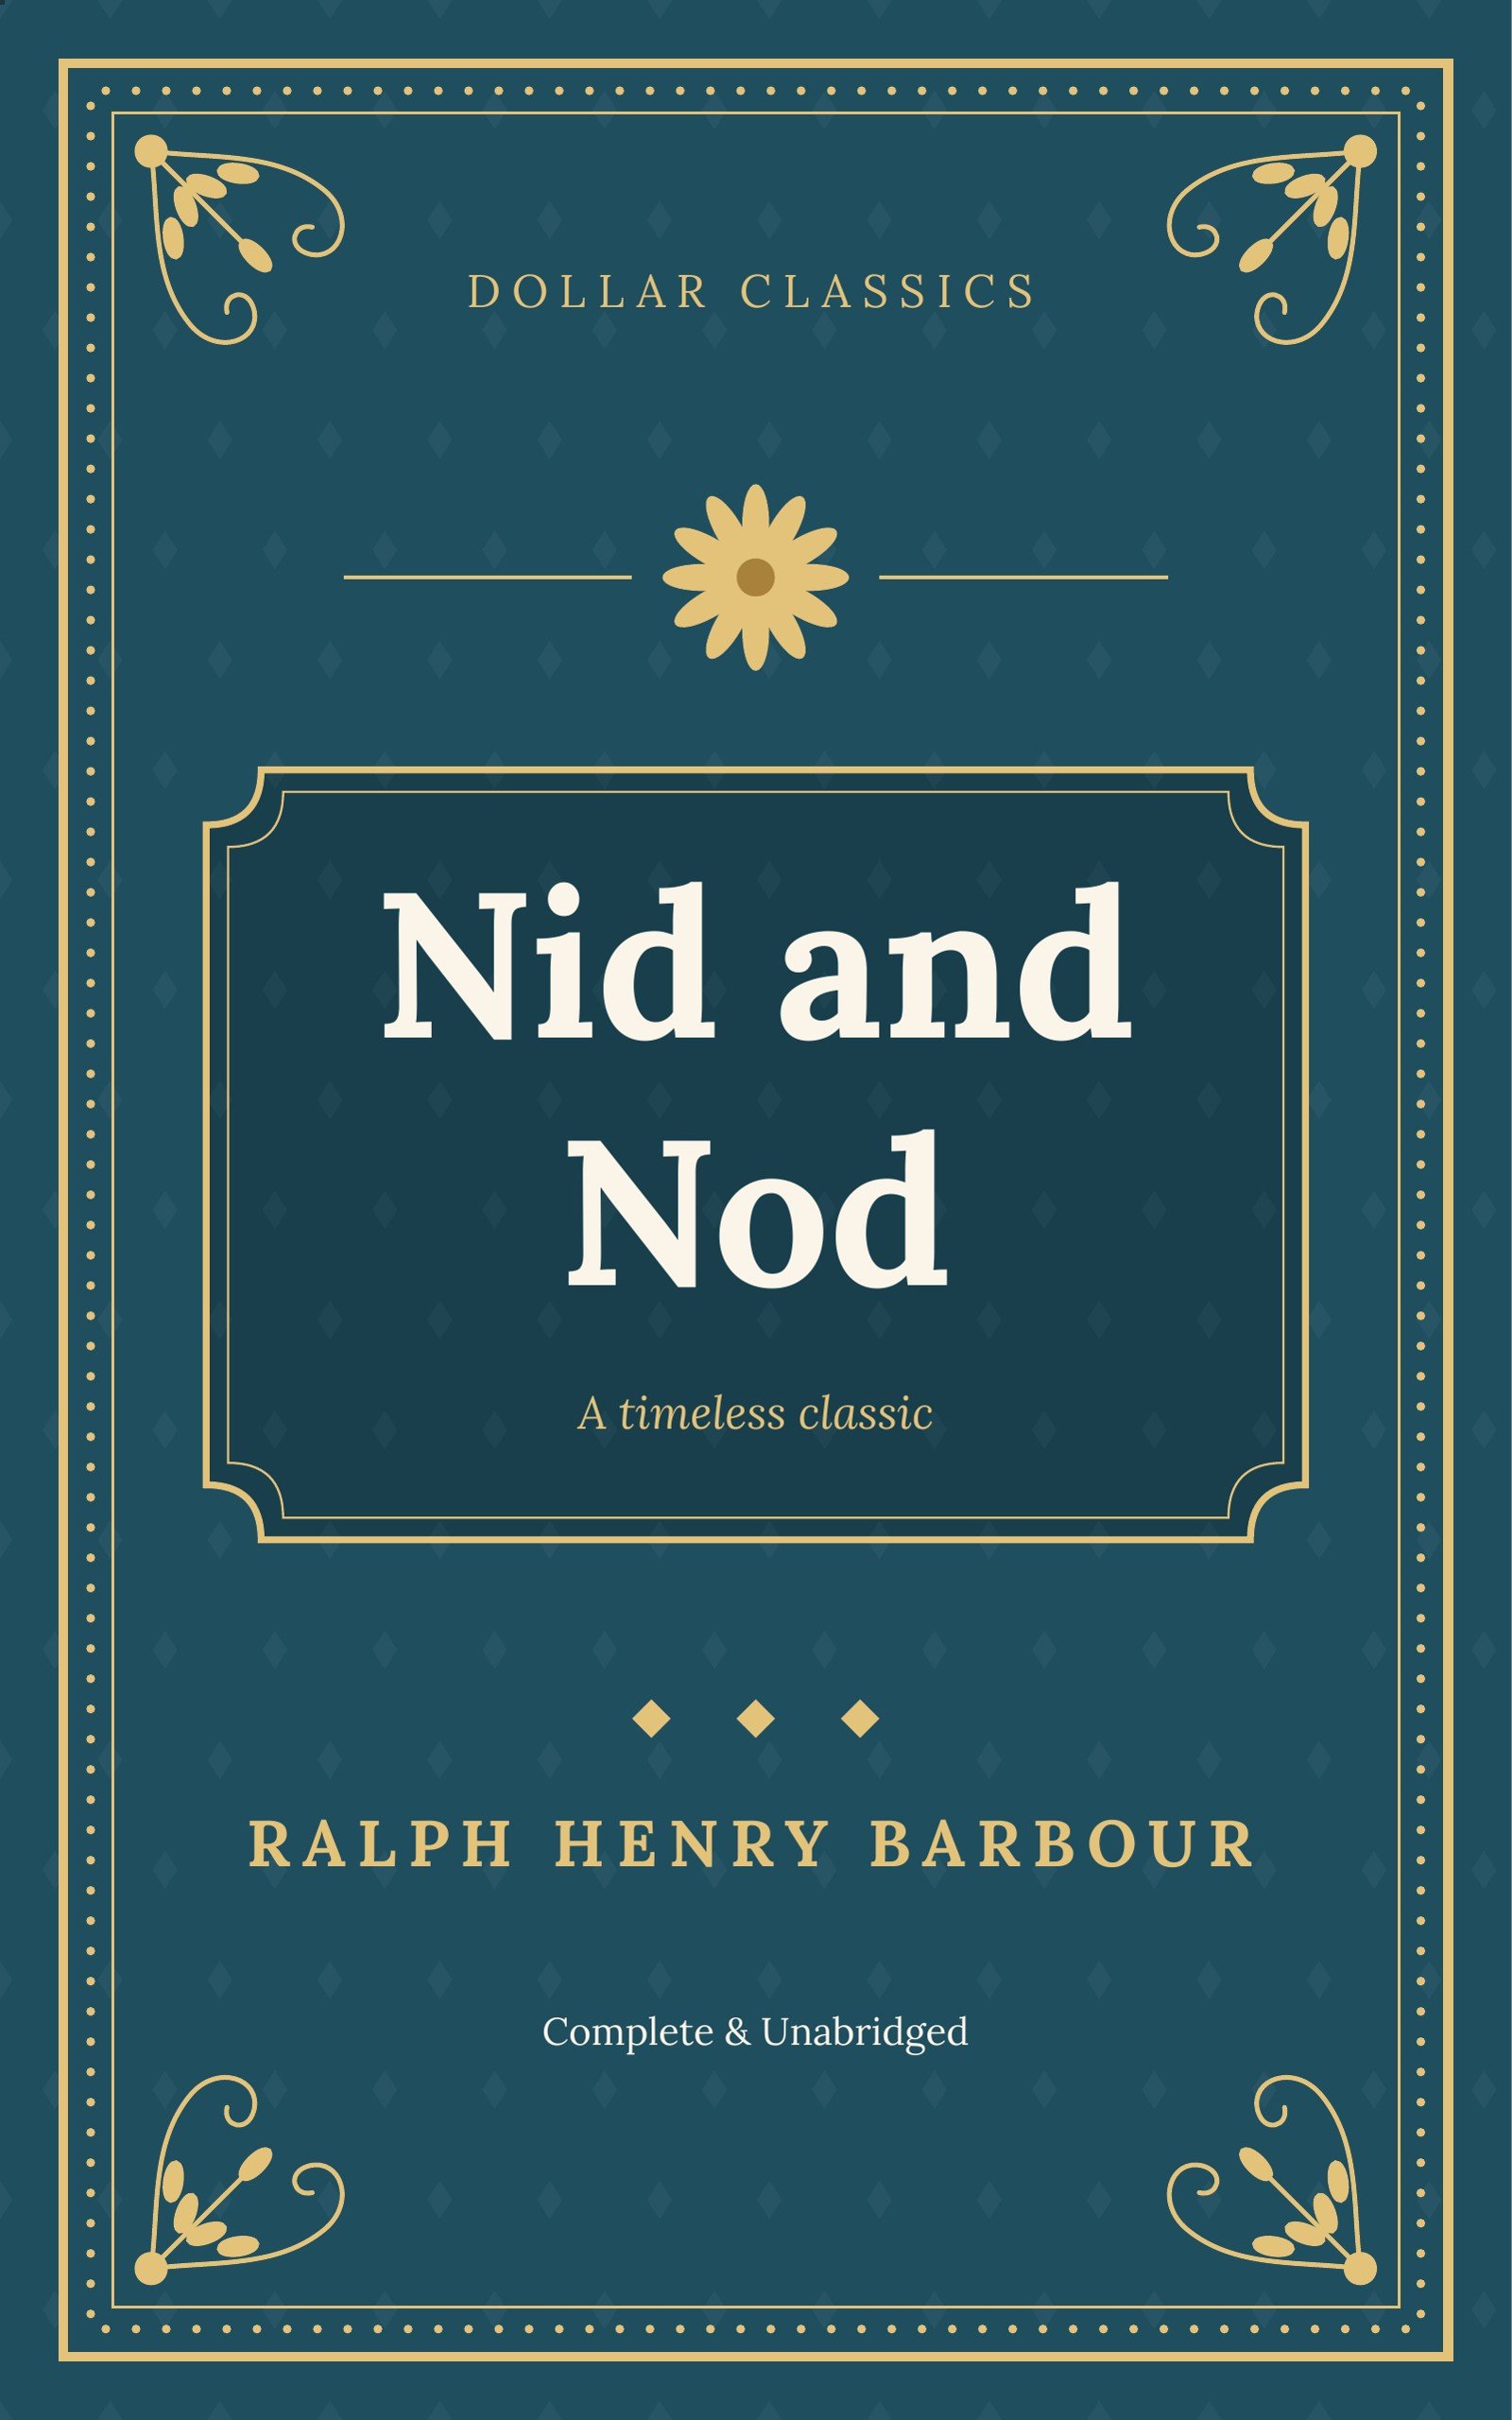 DOLLAR CLASSICS
Nid and
Nod
A timeless classic
RALPH HENRY BARBOUR
Complete & Unabridged